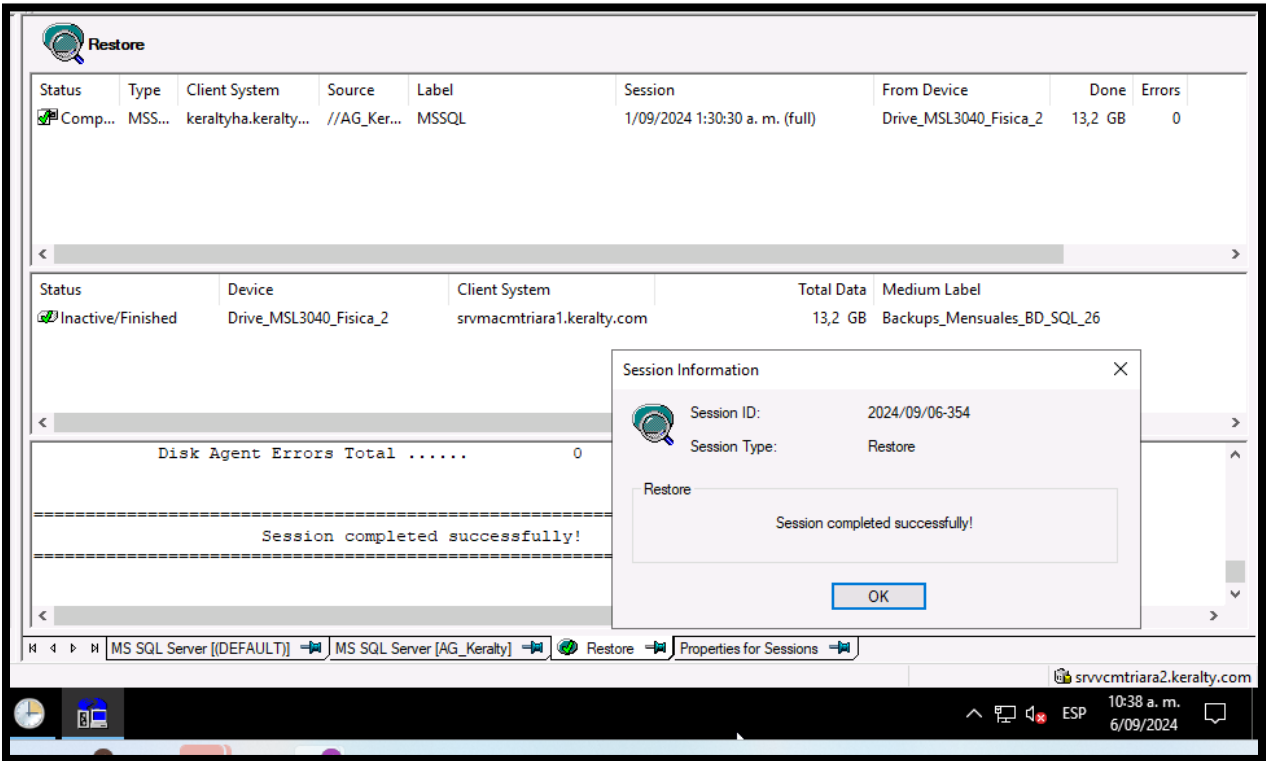 Restore
Status Type Client System Source Label Session From Device Done Errors
Comp... MSS... keraltyha.keralty... //AG_Ker... MSSQL 1/09/2024 1:30:30 a. m. (full) Drive_MSL3040_Fisica_2 13,2 GB 0
Status Device Client System Total Data Medium Label
Inactive/Finished Drive_MSL3040_Fisica_2 srvmacmtriara1.keralty.com 13,2 GB Backups_Mensuales_BD_SQL_26
Disk Agent Errors Total ...... 0
========================================================
Session completed successfully!
========================================================
Session Information
Session ID: 2024/09/06-354
Session Type: Restore
Restore
Session completed successfully!
OK
MS SQL Server [(DEFAULT)] MS SQL Server [AG_Keralty] Restore Properties for Sessions
srvvcmtriara2.keralty.com
ESP
10:38 a. m.
6/09/2024